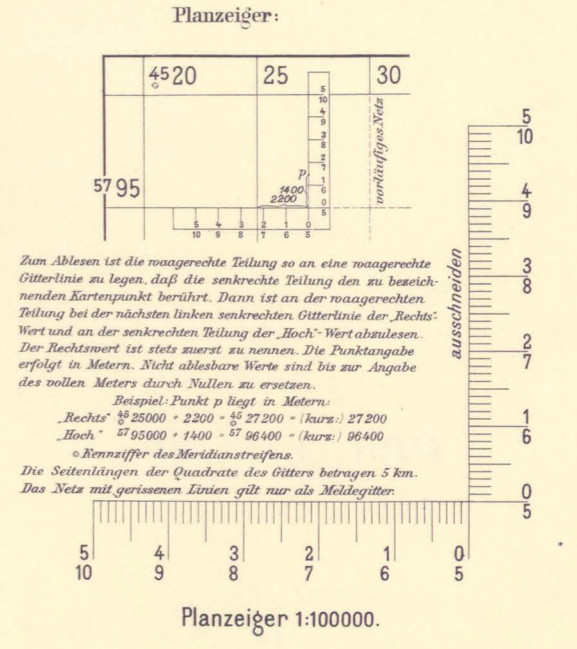 Planzeiger:
45 20 25 30
5
10
4
9
3
8
2
7
1
6
0
5
vorläufiges Netz
p
1400
2200
57 95
5 4 3 2 1 0
10 9 8 7 6 5
Zum Ablesen ist die waagerechte Teilung so an eine waagerechte
Gitterlinie zu legen, daß die senkrechte Teilung den zu bezeich-
nenden Kartenpunkt berührt. Dann ist an der waagerechten
Teilung bei der nächsten linken senkrechten Gitterlinie der „Rechts"-
Wert und an der senkrechten Teilung der „Hoch"-Wert abzulesen.
Der Rechtswert ist stets zuerst zu nennen. Die Punktangabe
erfolgt in Metern. Nicht ablesbare Werte sind bis zur Angabe
des vollen Meters durch Nullen zu ersetzen.
Beispiel: Punkt p liegt in Metern:
„Rechts" 45 25000 + 2200 = 45 27200 = (kurz:) 27200
„Hoch" 57 95000 + 1400 = 57 96400 = (kurz:) 96400
o Kennziffer des Meridianstreifens.
Die Seitenlängen der Quadrate des Gitters betragen 5 km.
Das Netz mit gerissenen Linien gilt nur als Meldegitter.
ausschneiden
5
10
4
9
3
8
2
7
1
6
0
5
5 4 3 2 1 0
10 9 8 7 6 5
Planzeiger 1:100000.